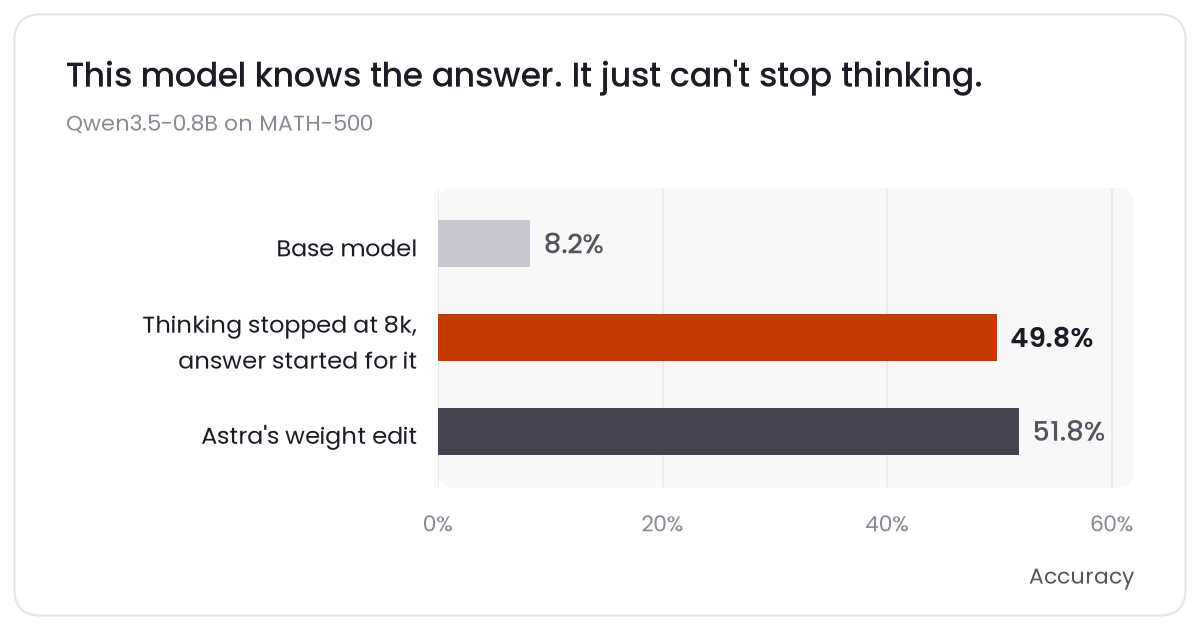 This model knows the answer. It just can't stop thinking.
Qwen3.5-0.8B on MATH-500
Base model
8.2%
Thinking stopped at 8k,
answer started for it
49.8%
Astra's weight edit
51.8%
0%
20%
40%
60%
Accuracy